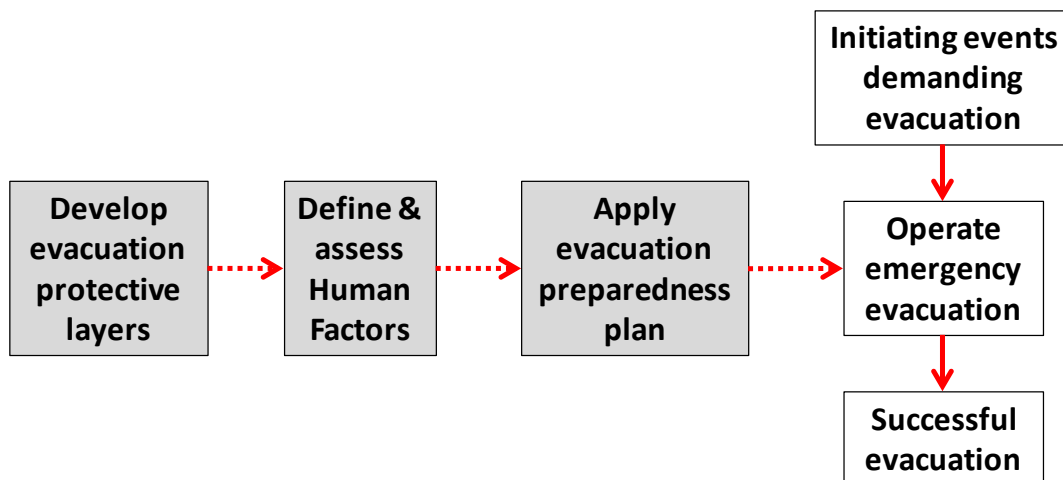 Initiating events
demanding
evacuation
Develop
evacuation
protective
layers
Define &
assess
Human
Factors
Apply
evacuation
preparedness
plan
Operate
emergency
evacuation
Successful
evacuation